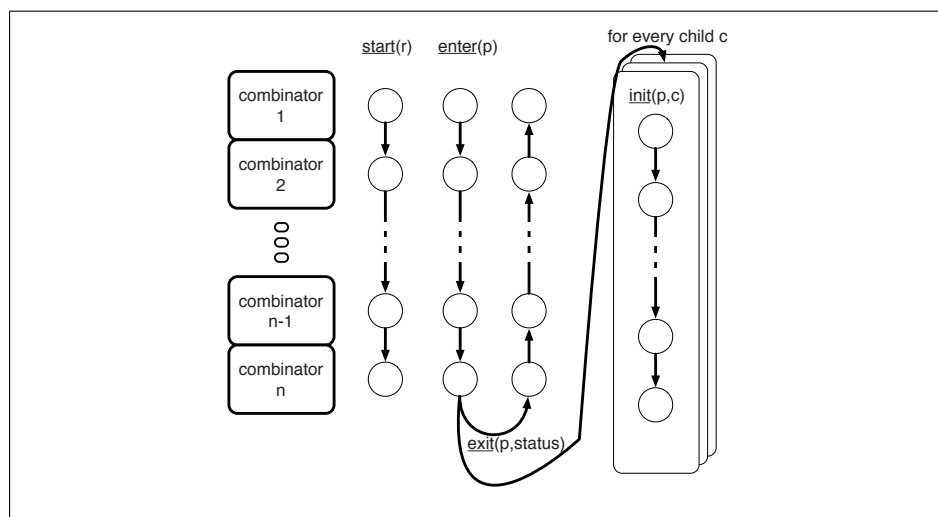 for every child c
start(r) enter(p)
combinator
1
init(p,c)
combinator
2
combinator
n-1
combinator
n
exit(p,status)